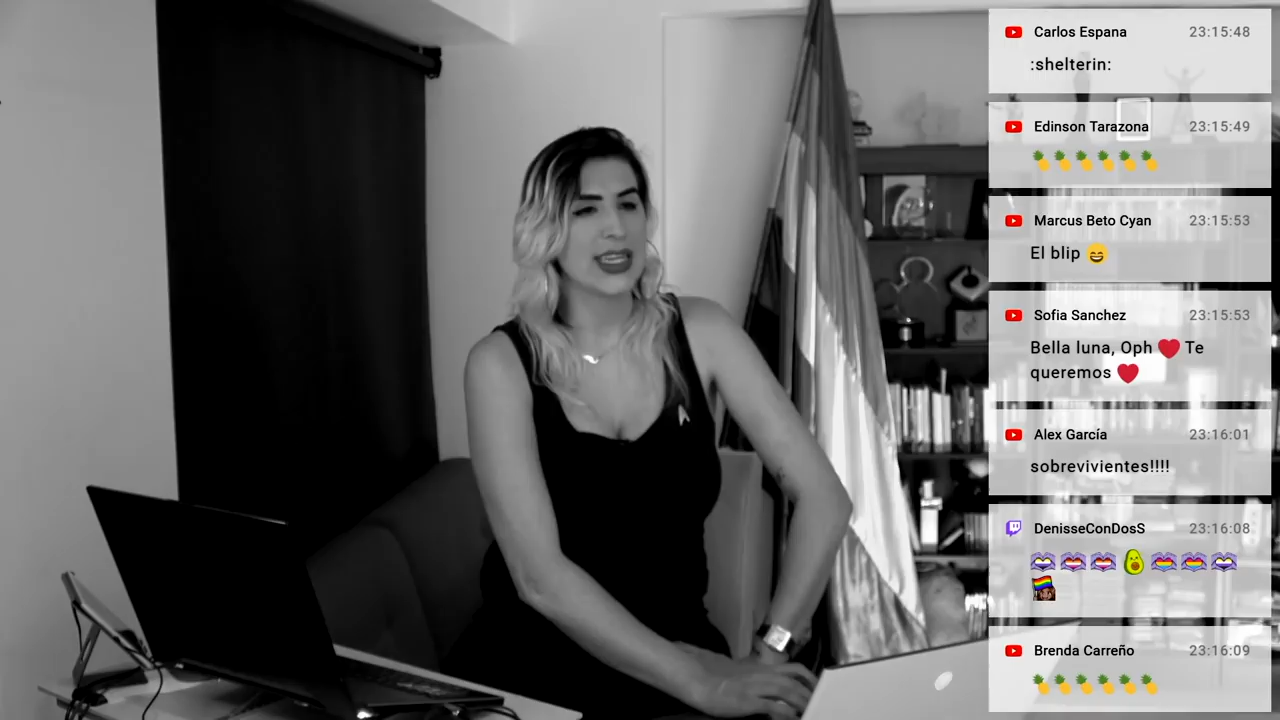 Carlos Espana 23:15:48
:shelterin:
Edinson Tarazona 23:15:49
🍍🍍🍍🍍🍍🍍
Marcus Beto Cyan 23:15:53
El blip 😄
Sofia Sanchez 23:15:53
Bella luna, Oph ❤️ Te
queremos ❤️
Alex García 23:16:01
sobrevivientes!!!!
DenisseConDosS 23:16:08
Brenda Carreño 23:16:09
🍍🍍🍍🍍🍍🍍